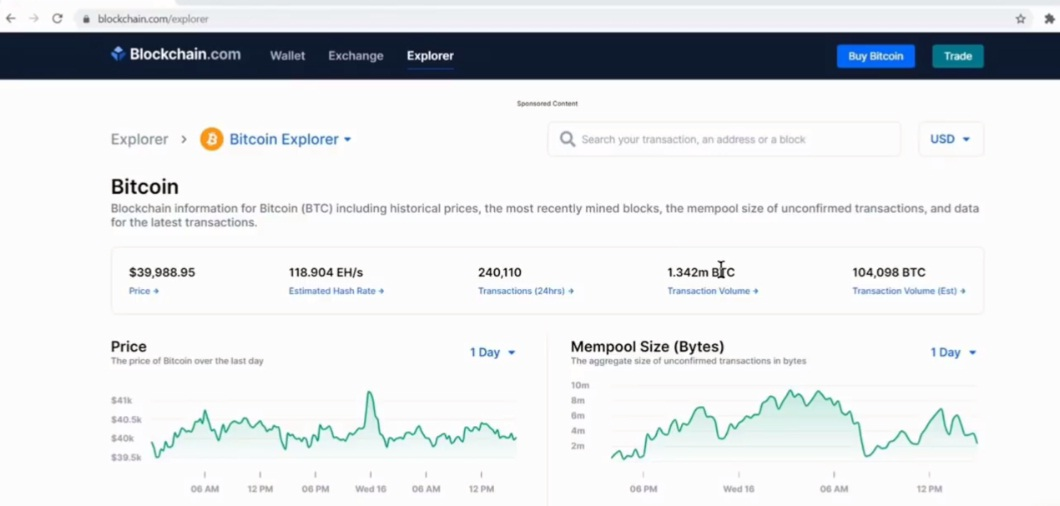 blockchain.com/explorer
Blockchain.com Wallet Exchange Explorer Buy Bitcoin Trade
Sponsored Content
Explorer > Bitcoin Explorer Search your transaction, an address or a block USD
Bitcoin
Blockchain information for Bitcoin (BTC) including historical prices, the most recently mined blocks, the mempool size of unconfirmed transactions, and data
for the latest transactions.
$39,988.95 118.904 EH/s 240,110 1.342m BTC 104,098 BTC
Price → Estimated Hash Rate → Transactions (24hrs) → Transaction Volume → Transaction Volume (Est) →
Price 1 Day
The price of Bitcoin over the last day
$41k
$40.5k
$40k
$39.5k
06 AM 12 PM 06 PM Wed 16 06 AM 12 PM
Mempool Size (Bytes) 1 Day
The aggregate size of unconfirmed transactions in bytes
10m
8m
6m
4m
2m
06 PM Wed 16 06 AM 12 PM